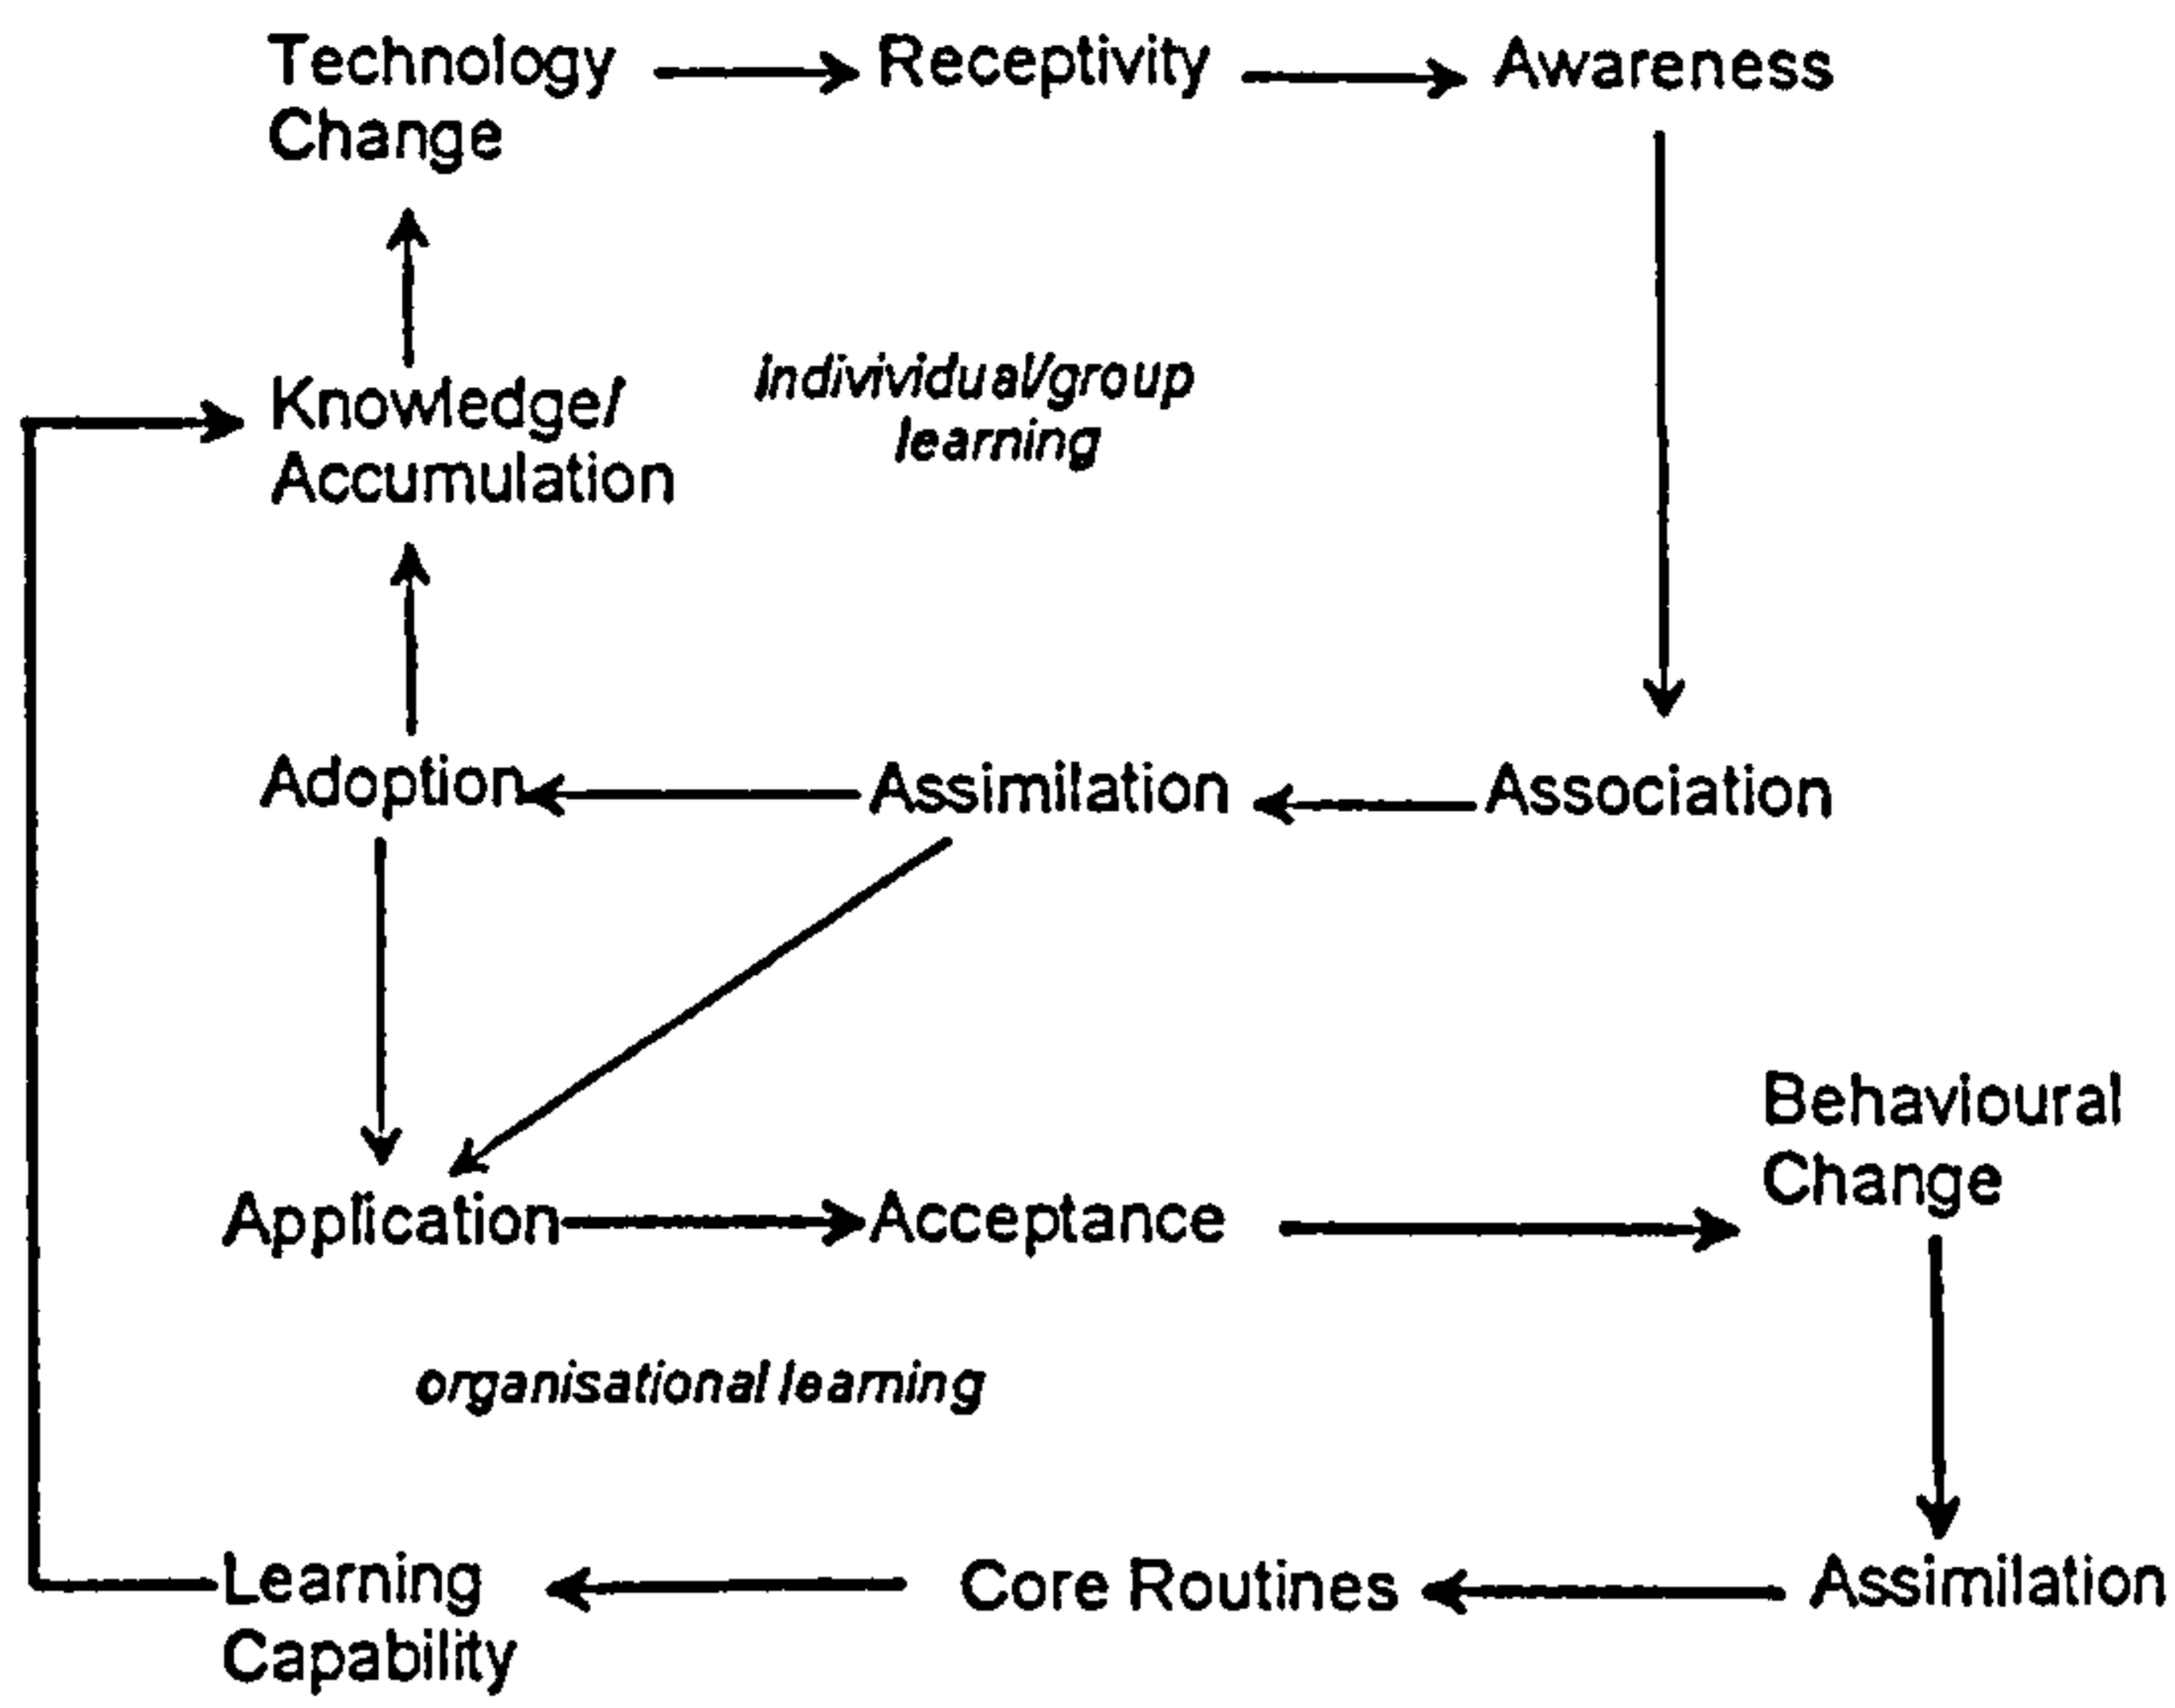 Technology
Change
Receptivity
Awareness
Knowledge/
Accumulation
Individual/group
learning
Adoption
Assimilation
Association
Behavioural
Change
Application
Acceptance
organisational learning
Learning
Capability
Core Routines
Assimilation